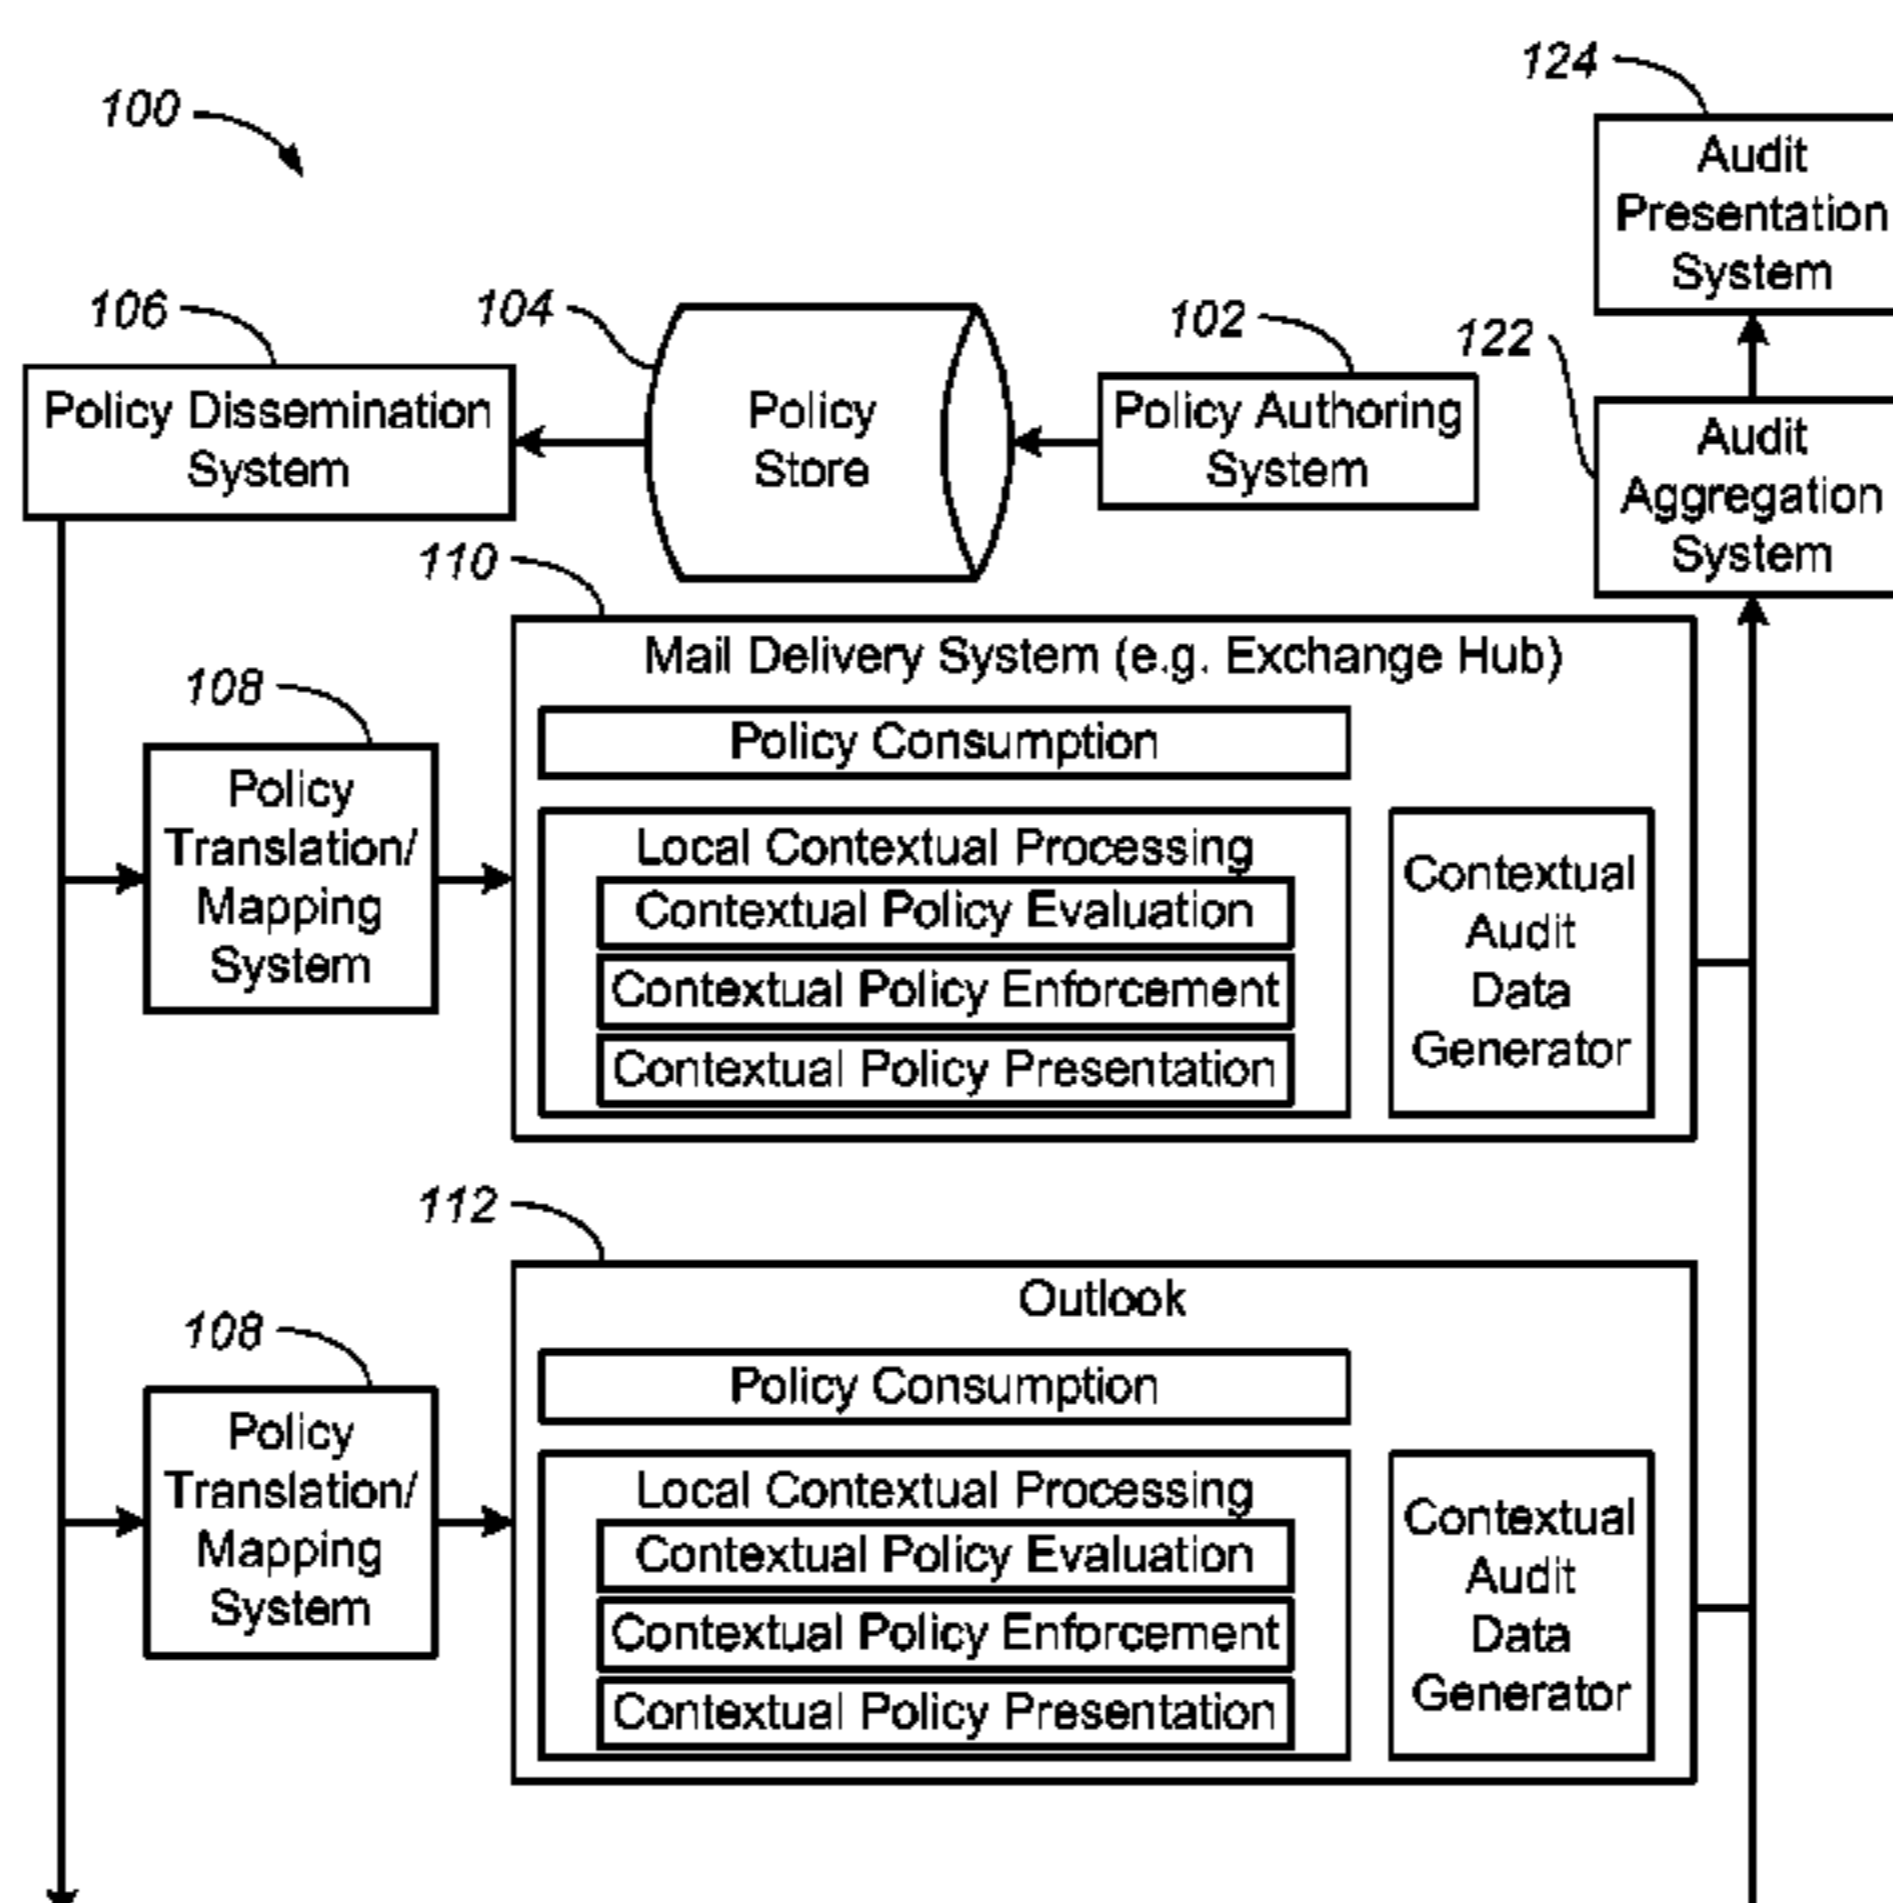 100
124
Audit
Presentation
System
106
104
102
122
Policy Dissemination
System
Policy
Store
Policy Authoring
System
Audit
Aggregation
System
110
Mail Delivery System (e.g. Exchange Hub)
108
Policy
Translation/
Mapping
System
Policy Consumption
Local Contextual Processing
Contextual Policy Evaluation
Contextual Policy Enforcement
Contextual Policy Presentation
Contextual
Audit
Data
Generator
112
Outlook
108
Policy
Translation/
Mapping
System
Policy Consumption
Local Contextual Processing
Contextual Policy Evaluation
Contextual Policy Enforcement
Contextual Policy Presentation
Contextual
Audit
Data
Generator